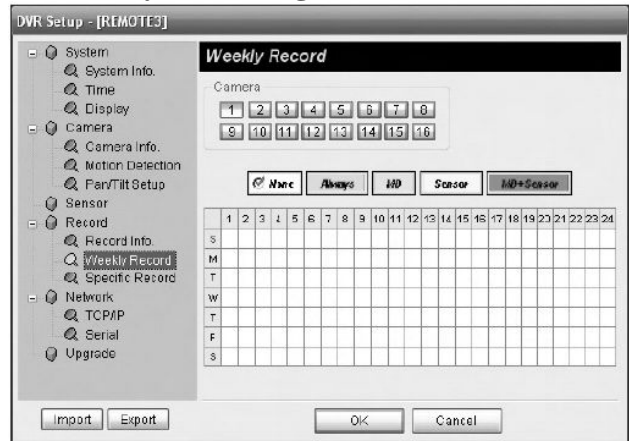 DVR Setup - [REMOTE3]
System
System Info.
Time
Display
Camera
Camera Info.
Motion Detection
Pan/Tilt Setup
Sensor
Record
Record Info.
Weekly Record
Specific Record
Network
TCP/IP
Serial
Upgrade
Import Export
Weekly Record
Camera
1 2 3 4 5 6 7 8
9 10 11 12 13 14 15 16
None Always MD Sensor MD+Sensor
1 2 3 4 5 6 7 8 9 10 11 12 13 14 15 16 17 18 19 20 21 22 23 24
S
M
T
W
T
F
S
OK Cancel